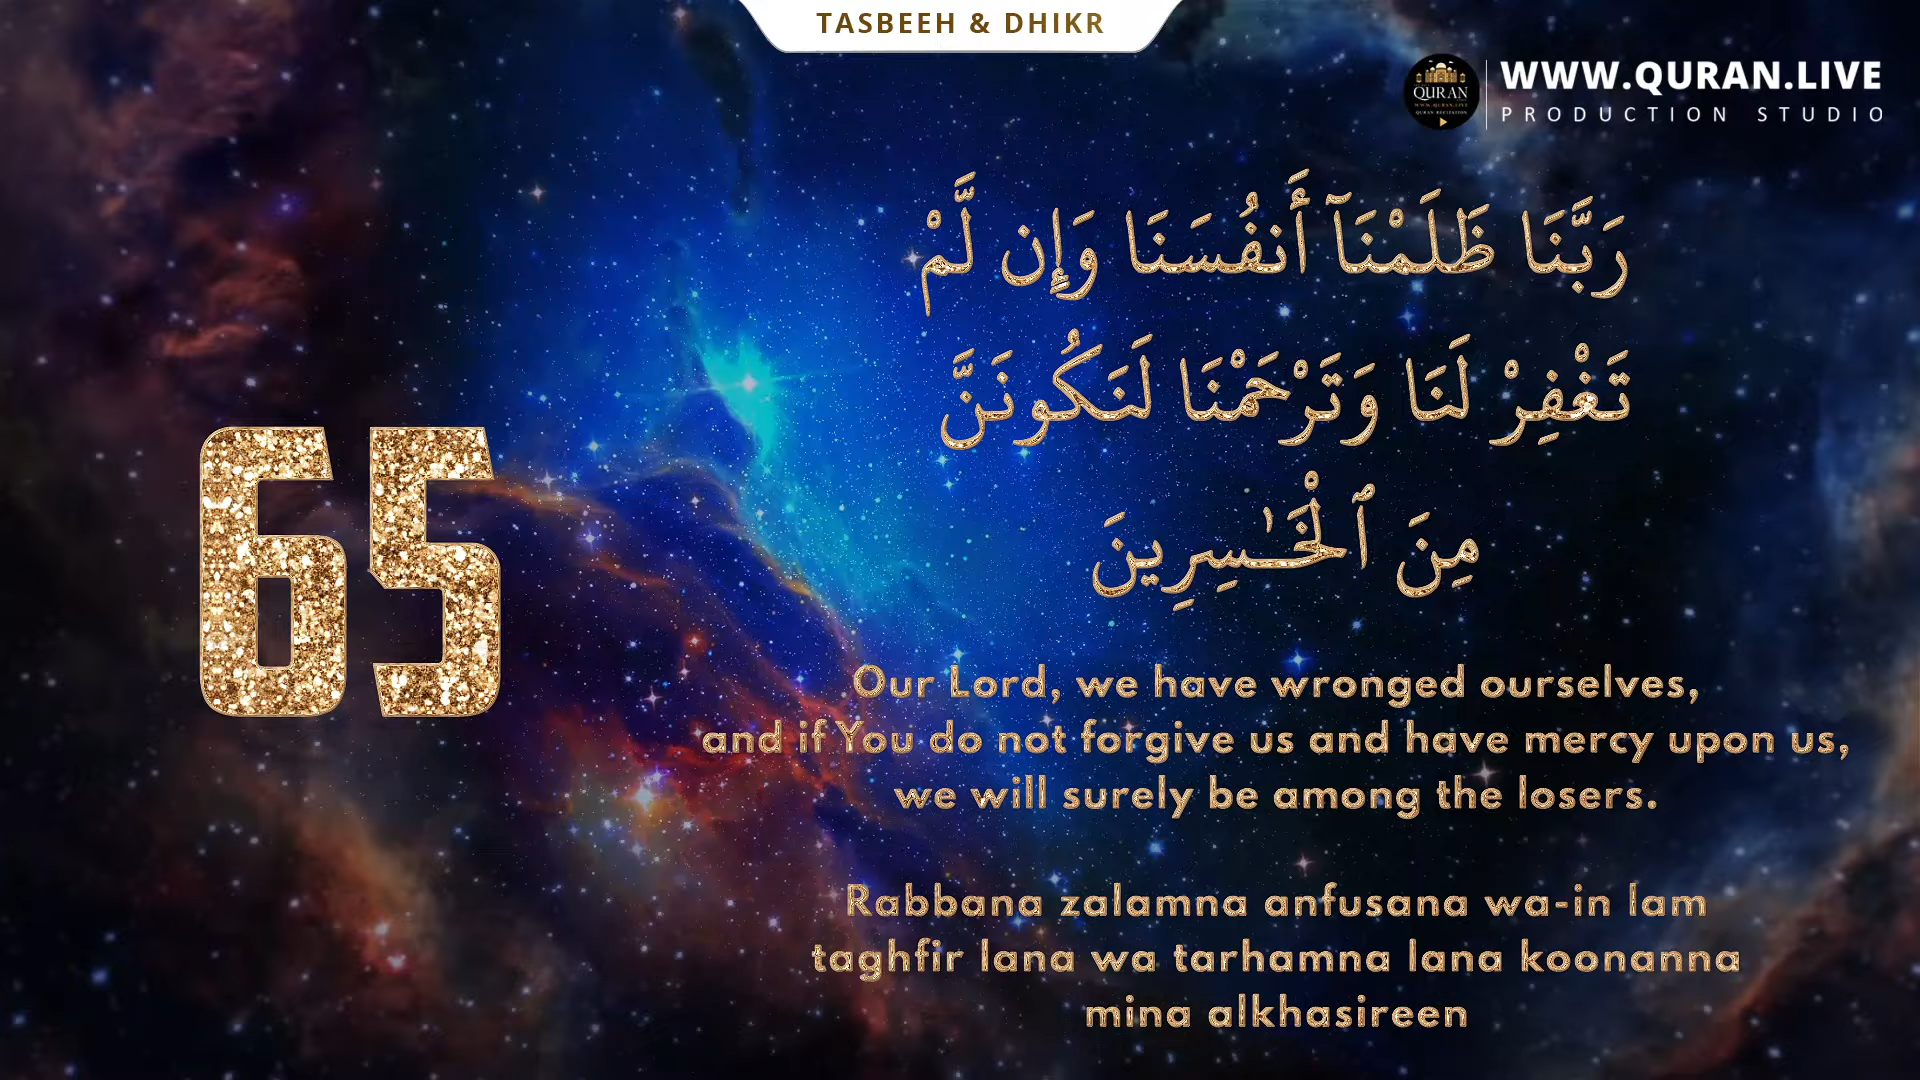 TASBEEH & DHIKR
QURAN
WWW.QURAN.LIVE
PRODUCTION STUDIO
رَبَّنَا ظَلَمْنَآ أَنفُسَنَا وَإِن لَّمْ
تَغْفِرْ لَنَا وَتَرْحَمْنَا لَنَكُونَنَّ
مِنَ ٱلْخَـٰسِرِينَ
65
Our Lord, we have wronged ourselves,
and if You do not forgive us and have mercy upon us,
we will surely be among the losers.
Rabbana zalamna anfusana wa-in lam
taghfir lana wa tarhamna lana koonanna
mina alkhasireen